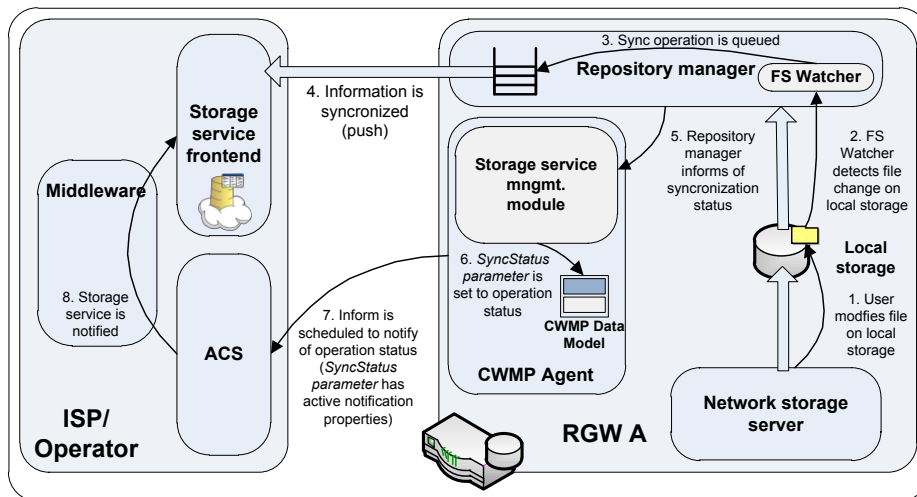 3. Sync operation is queued
Repository manager
FS Watcher
4. Information is
syncronized
(push)
Storage
service
frontend
Middleware
Storage service
mngmt.
module
5. Repository
manager
informs of
syncronization
status
2. FS
Watcher
detects file
change on
local storage
Local
storage
6. SyncStatus
parameter is
set to operation
status
CWMP Data
Model
CWMP Agent
1. User
modfies file
on local
storage
8. Storage
service is
notified
ACS
7. Inform is
scheduled to notify
of operation status
(SyncStatus
parameter has
active notification
properties)
Network storage
server
ISP/
Operator
RGW A